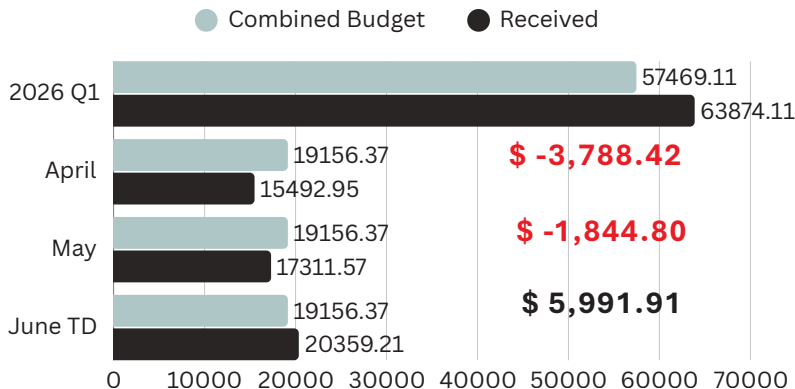 Combined Budget Received
2026 Q1
57469.11
63874.11
April
19156.37
15492.95
$ -3,788.42
May
19156.37
17311.57
$ -1,844.80
June TD
19156.37
20359.21
$ 5,991.91
0 10000 20000 30000 40000 50000 60000 70000